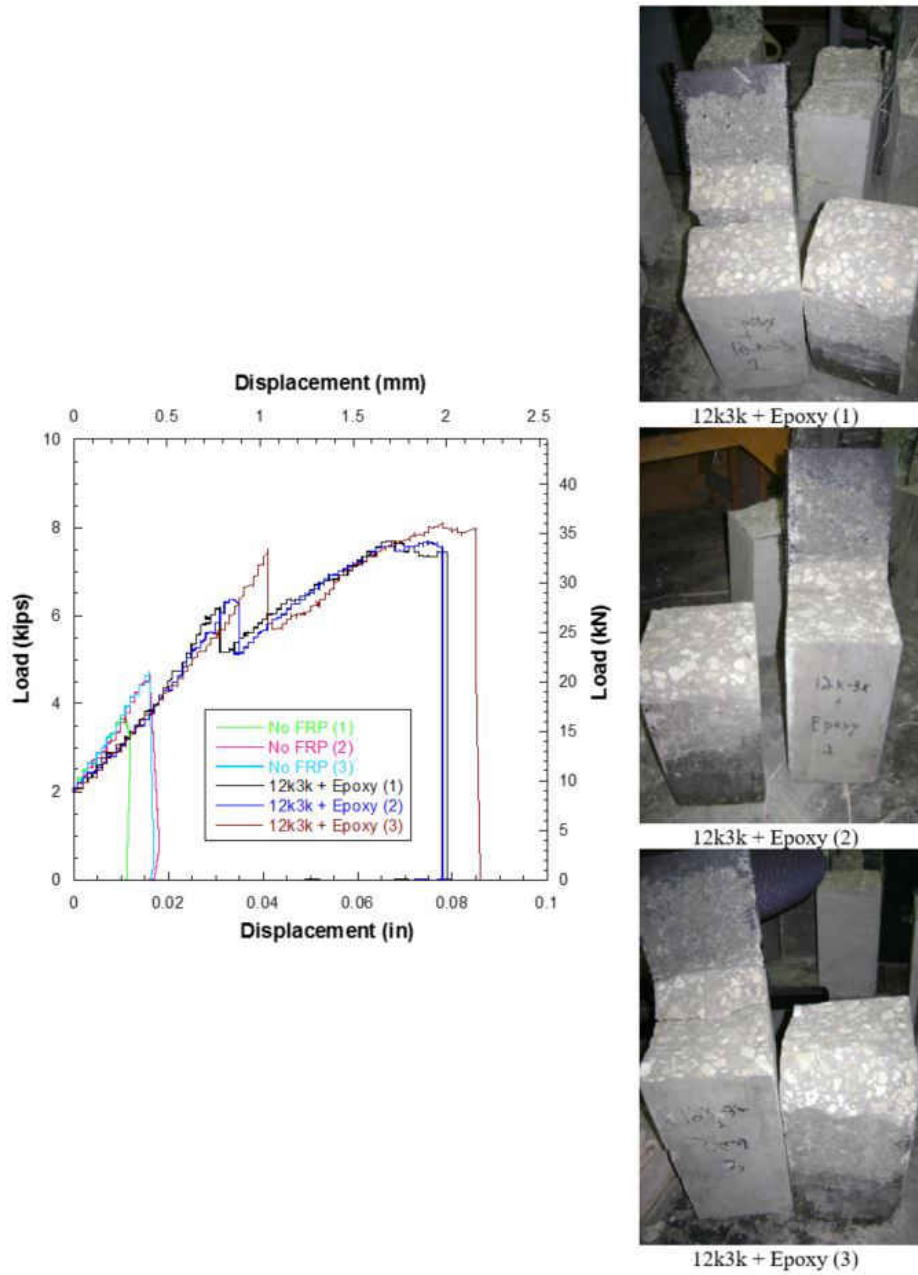 Displacement (mm)
0 0.5 1 1.5 2 2.5
10
8
6
4
2
0
Load (kips)
40
35
30
25
20
15
10
5
0
Load (kN)
No FRP (1)
No FRP (2)
No FRP (3)
12k3k + Epoxy (1)
12k3k + Epoxy (2)
12k3k + Epoxy (3)
0 0.02 0.04 0.06 0.08 0.1
Displacement (in)
12k3k + Epoxy (1)
12k-3k
+
Epoxy
2
12k3k + Epoxy (2)
12k3k + Epoxy (3)